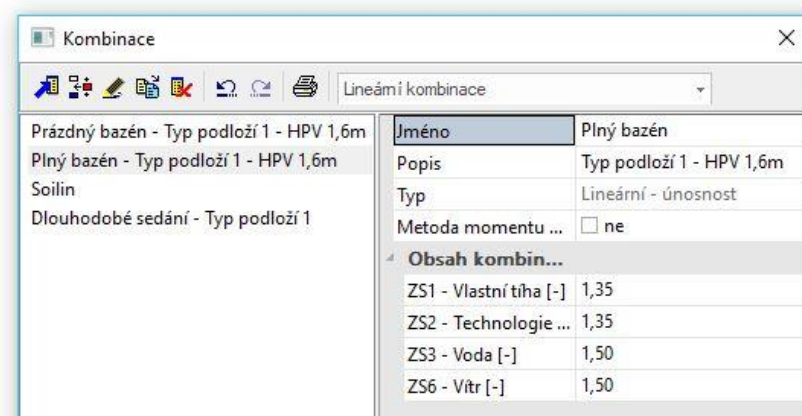 Kombinace
Lineární kombinace
Prázdný bazén - Typ podloží 1 - HPV 1,6m
Plný bazén - Typ podloží 1 - HPV 1,6m
Soilin
Dlouhodobé sedání - Typ podloží 1
Jméno Plný bazén
Popis Typ podloží 1 - HPV 1,6m
Typ Lineární - únosnost
Metoda momentu ... ne
Obsah kombin...
ZS1 - Vlastní tíha [-] 1,35
ZS2 - Technologie ... 1,35
ZS3 - Voda [-] 1,50
ZS6 - Vítr [-] 1,50